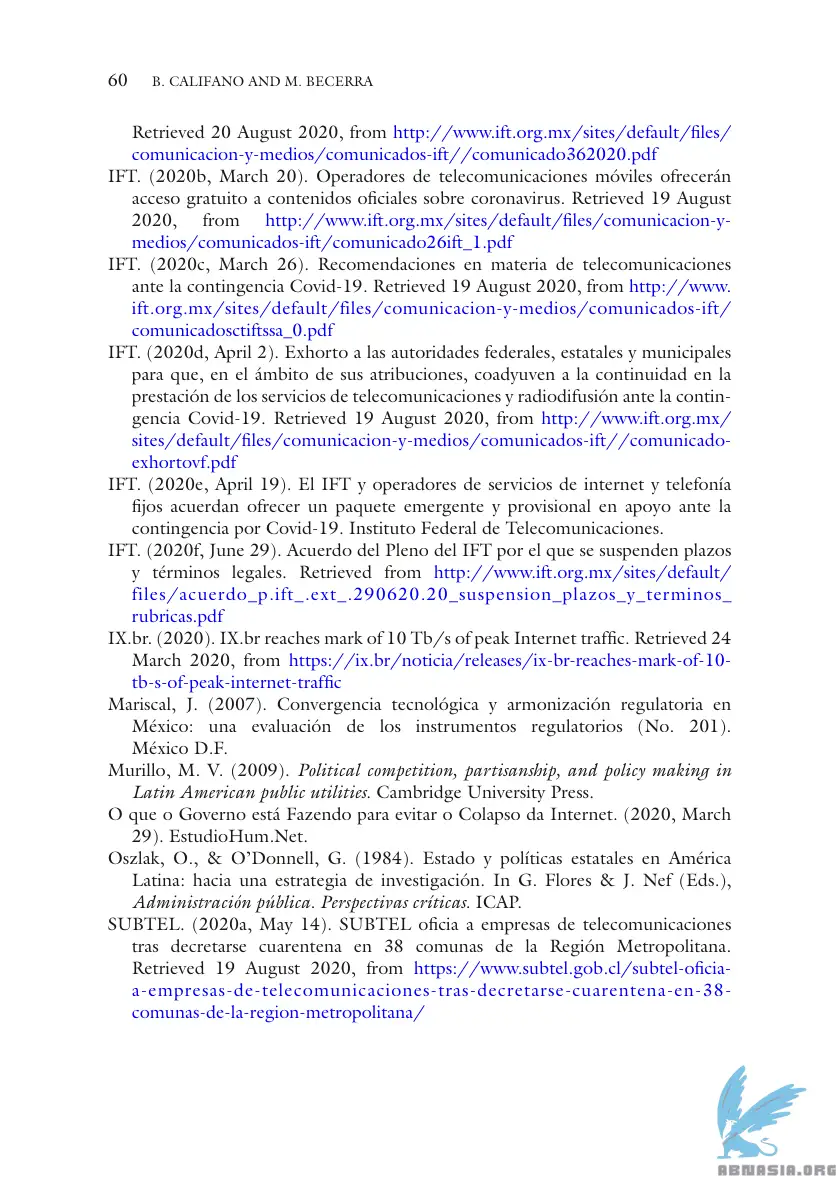 60 B. CALIFANO AND M. BECERRA
Retrieved 20 August 2020, from http://www.ift.org.mx/sites/default/files/
comunicacion-y-medios/comunicados-ift//comunicado362020.pdf
IFT. (2020b, March 20). Operadores de telecomunicaciones móviles ofrecerán
acceso gratuito a contenidos oficiales sobre coronavirus. Retrieved 19 August
2020, from http://www.ift.org.mx/sites/default/files/comunicacion-y-
medios/comunicados-ift/comunicado26ift_1.pdf
IFT. (2020c, March 26). Recomendaciones en materia de telecomunicaciones
ante la contingencia Covid-19. Retrieved 19 August 2020, from http://www.
ift.org.mx/sites/default/files/comunicacion-y-medios/comunicados-ift/
comunicadosctiftssa_0.pdf
IFT. (2020d, April 2). Exhorto a las autoridades federales, estatales y municipales
para que, en el ámbito de sus atribuciones, coadyuven a la continuidad en la
prestación de los servicios de telecomunicaciones y radiodifusión ante la contin-
gencia Covid-19. Retrieved 19 August 2020, from http://www.ift.org.mx/
sites/default/files/comunicacion-y-medios/comunicados-ift//comunicado-
exhortovf.pdf
IFT. (2020e, April 19). El IFT y operadores de servicios de internet y telefonía
fijos acuerdan ofrecer un paquete emergente y provisional en apoyo ante la
contingencia por Covid-19. Instituto Federal de Telecomunicaciones.
IFT. (2020f, June 29). Acuerdo del Pleno del IFT por el que se suspenden plazos
y términos legales. Retrieved from http://www.ift.org.mx/sites/default/
files/acuerdo_p.ift_.ext_.290620.20_suspension_plazos_y_terminos_
rubricas.pdf
IX.br. (2020). IX.br reaches mark of 10 Tb/s of peak Internet traffic. Retrieved 24
March 2020, from https://ix.br/noticia/releases/ix-br-reaches-mark-of-10-
tb-s-of-peak-internet-traffic
Mariscal, J. (2007). Convergencia tecnológica y armonización regulatoria en
México: una evaluación de los instrumentos regulatorios (No. 201).
México D.F.
Murillo, M. V. (2009). Political competition, partisanship, and policy making in
Latin American public utilities. Cambridge University Press.
O que o Governo está Fazendo para evitar o Colapso da Internet. (2020, March
29). EstudioHum.Net.
Oszlak, O., & O’Donnell, G. (1984). Estado y políticas estatales en América
Latina: hacia una estrategia de investigación. In G. Flores & J. Nef (Eds.),
Administración pública. Perspectivas críticas. ICAP.
SUBTEL. (2020a, May 14). SUBTEL oficia a empresas de telecomunicaciones
tras decretarse cuarentena en 38 comunas de la Región Metropolitana.
Retrieved 19 August 2020, from https://www.subtel.gob.cl/subtel-oficia-
a-empresas-de-telecomunicaciones-tras-decretarse-cuarentena-en-38-
comunas-de-la-region-metropolitana/
ABNASIA.ORG